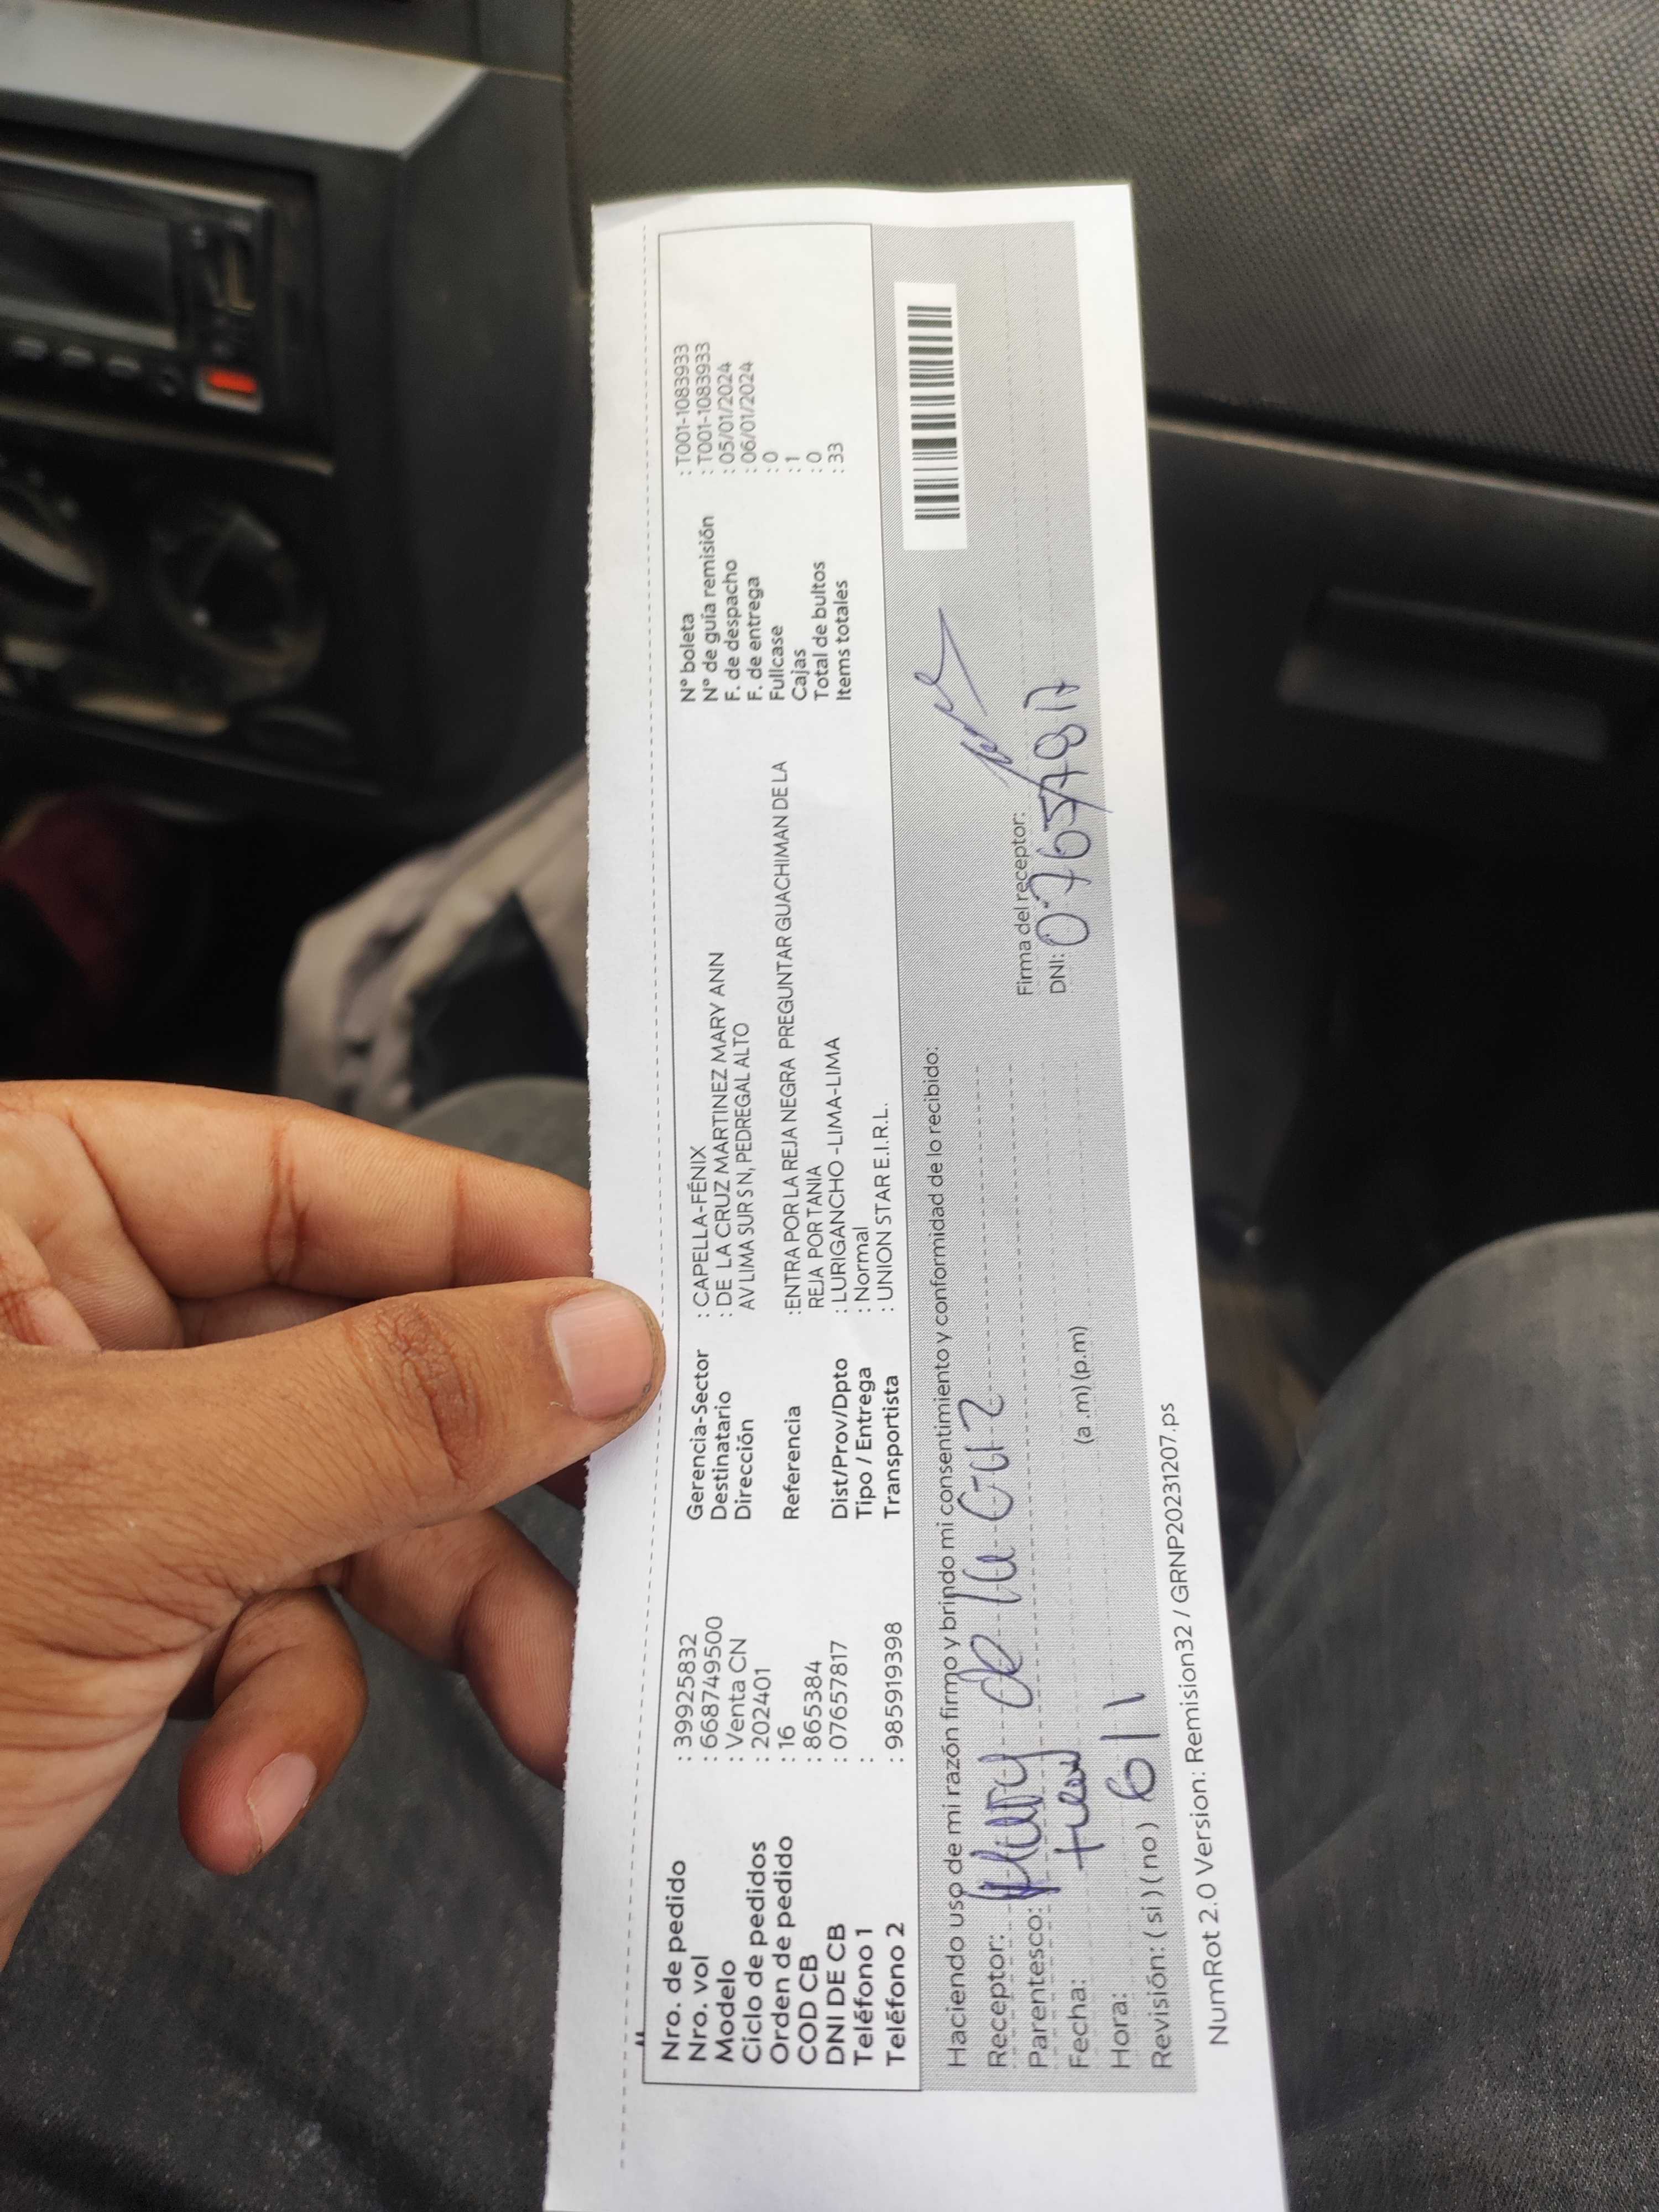 Nro. de pedido : 39925832
Nro. vol : 668749500
Modelo : Venta CN
Ciclo de pedidos : 202401
Orden de pedido : 16
COD CB : 865384
DNI DE CB : 07657817
Teléfono 1 :
Teléfono 2 : 985919398
Gerencia-Sector : CAPELLA-FÉNIX
Destinatario : DE LA CRUZ MARTINEZ MARY ANN
Dirección AV LIMA SUR S N, PEDREGAL ALTO
Referencia :ENTRA POR LA REJA NEGRA PREGUNTAR GUACHIMAN DE LA
REJA POR TANIA
Dist/Prov/Dpto : LURIGANCHO -LIMA-LIMA
Tipo / Entrega : Normal
Transportista : UNION STAR E.I.R.L.
N° boleta : T001-1083933
N° de guía remisión : T001-1083933
F. de despacho : 05/01/2024
F. de entrega : 06/01/2024
Fullcase : 0
Cajas : 1
Total de bultos : 0
Items totales : 33
Haciendo uso de mi razón firmo y brindo mi consentimiento y conformidad de lo recibido:
Receptor: Mary de la Cruz
Parentesco:
Fecha: 6 1
Hora: (a .m) (p.m)
Revisión: ( si ) ( no )
Firma del receptor:
DNI: 07657817
NumRot 2.0 Version: Remision32 / GRNP20231207.ps